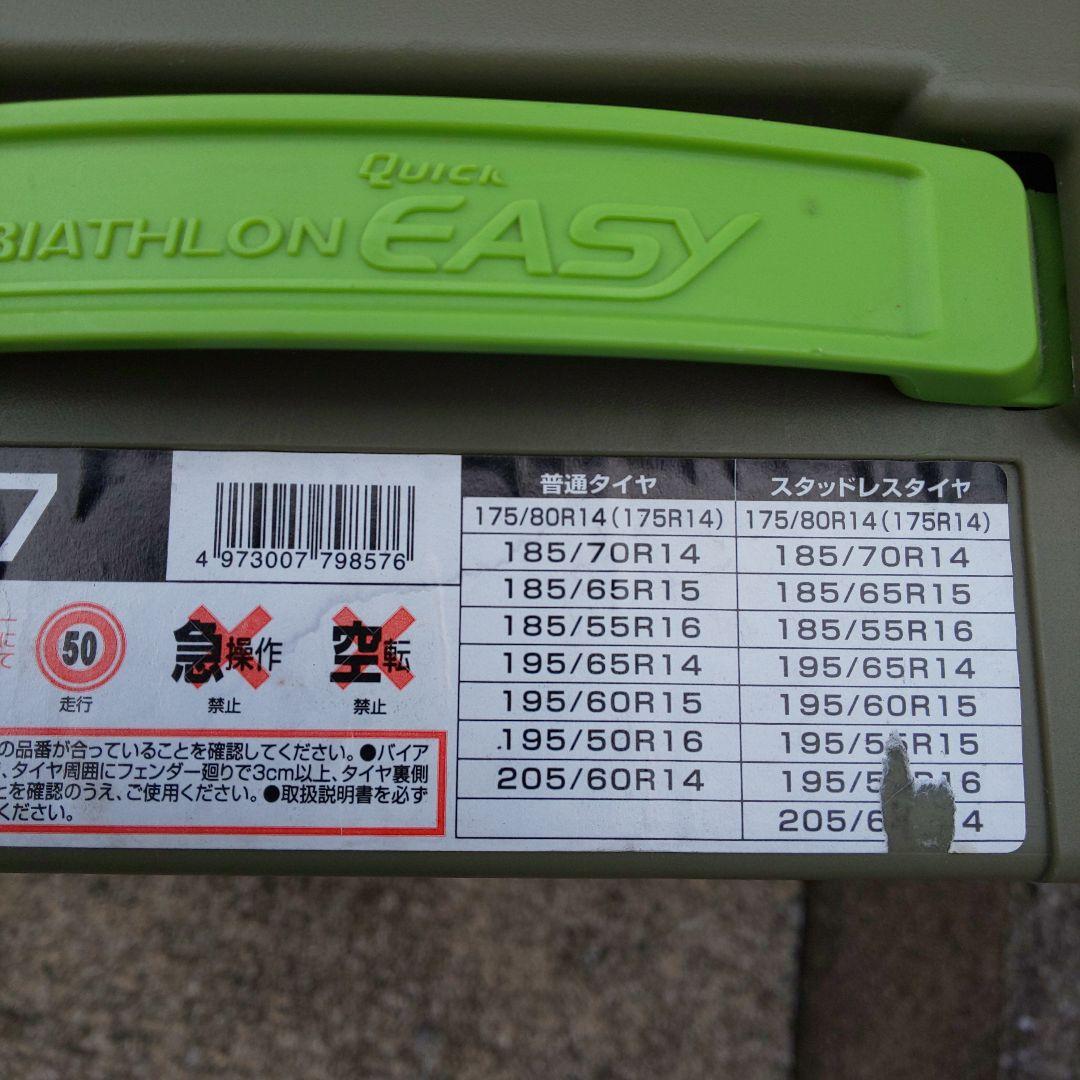 QUICK
BIATHLON EASY
7
4 973007 798576
50
走行
急操作
禁止
空転
禁止
の品番が合っていることを確認してください。●バイア
、タイヤ周囲にフェンダー廻りで3cm以上、タイヤ裏側
とを確認のうえ、ご使用ください。●取扱説明書を必ず
ください。
普通タイヤ スタッドレスタイヤ
175/80R14(175R14) 175/80R14(175R14)
185/70R14 185/70R14
185/65R15 185/65R15
185/55R16 185/55R16
195/65R14 195/65R14
195/60R15 195/60R15
195/50R16 195/55R15
205/60R14